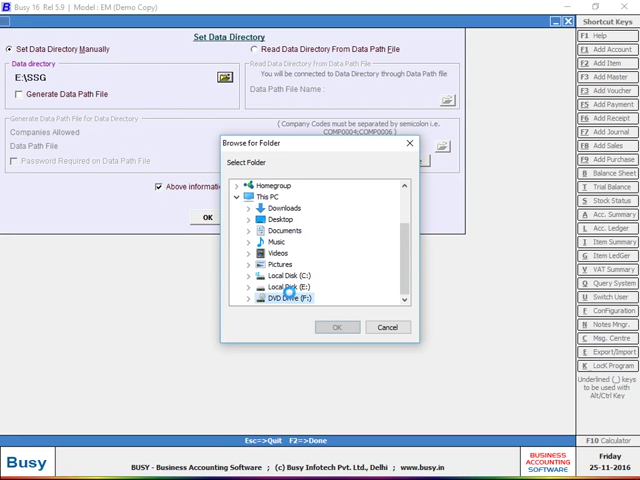 Busy 16 Rel 5.9 ; Model : EM (Demo Copy)
Shortcut Keys
Set Data Directory
Set Data Directory Manually
Read Data Directory From Data Path File
Data directory
E:\SSG
Generate Data Path File
Read Data Directory From Data Path File
You will be connected to Data Directory through Data Path file
Data Path File Name :
Generate Data Path File for Data Directory
Companies Allowed
( Company Codes must be separated by semicolon i.e.
COMP0004;COMP0006 )
Data Path File
Password Required on Data Path File
Above informati
OK
Browse for Folder
Select Folder
Homegroup
This PC
Downloads
Desktop
Documents
Music
Videos
Pictures
Local Disk (C:)
Local Disk (E:)
DVD Drive (F:)
OK
Cancel
F1 Help
F1 Add Account
F2 Add Item
F3 Add Master
F3 Add Voucher
F5 Add Payment
F6 Add Receipt
F7 Add Journal
F8 Add Sales
F9 Add Purchase
B Balance Sheet
T Trial Balance
S Stock Status
A Acc. Summary
L Acc. Ledger
I Item Summary
G Item LedGer
V VAT Summary
Q Query System
U Switch User
F Configuration
N Notes Mngr.
C Msg. Centre
E Export/Import
K LocK Program
Underlined (_) keys
to be used with
Alt/Ctrl Key
F10 Calculator
Esc=>Quit F2=>Done
Busy
BUSY - Business Accounting Software ; (c) Busy Infotech Pvt. Ltd., Delhi ; www.busy.in
BUSINESS
ACCOUNTING
SOFTWARE
Friday
25-11-2016